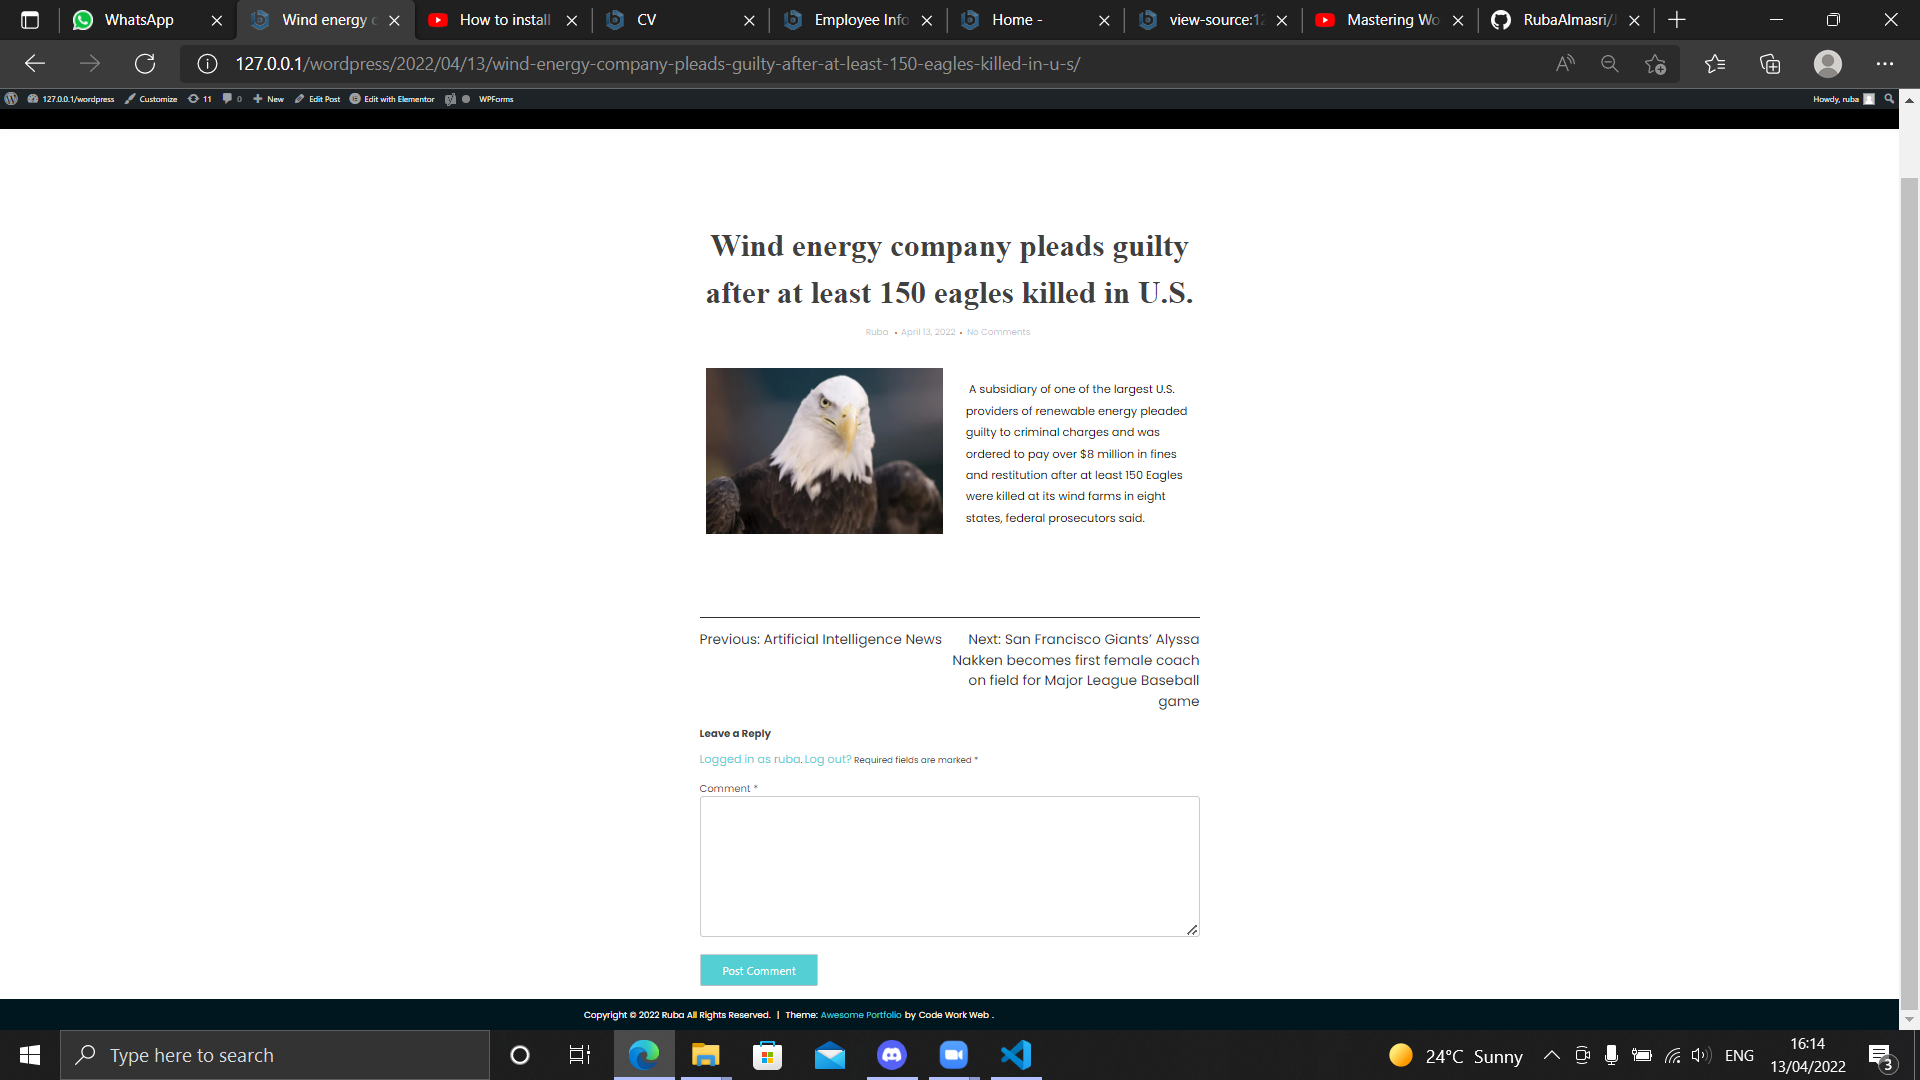 WhatsApp
Wind energy c
How to install
CV
Employee Info
Home -
view-source:12
Mastering Wo
RubaAlmasri/J
127.0.0.1/wordpress/2022/04/13/wind-energy-company-pleads-guilty-after-at-least-150-eagles-killed-in-u-s/
127.0.0.1/wordpress Customize 11 0 New Edit Post Edit with Elementor WPForms
Howdy, ruba
Wind energy company pleads guilty
after at least 150 eagles killed in U.S.
Ruba • April 13, 2022 • No Comments
A subsidiary of one of the largest U.S.
providers of renewable energy pleaded
guilty to criminal charges and was
ordered to pay over $8 million in fines
and restitution after at least 150 Eagles
were killed at its wind farms in eight
states, federal prosecutors said.
Previous: Artificial Intelligence News
Next: San Francisco Giants’ Alyssa
Nakken becomes first female coach
on field for Major League Baseball
game
Leave a Reply
Logged in as ruba. Log out? Required fields are marked *
Comment *
Post Comment
Copyright © 2022 Ruba All Rights Reserved. | Theme: Awesome Portfolio by Code Work Web .
Type here to search
24°C Sunny
ENG
16:14
13/04/2022
3